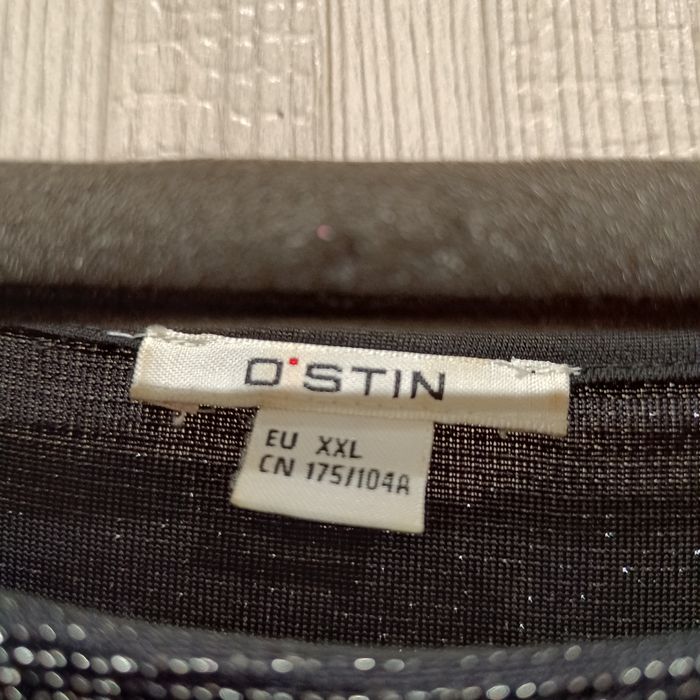 O'STIN
EU XXL
CN 175/104A